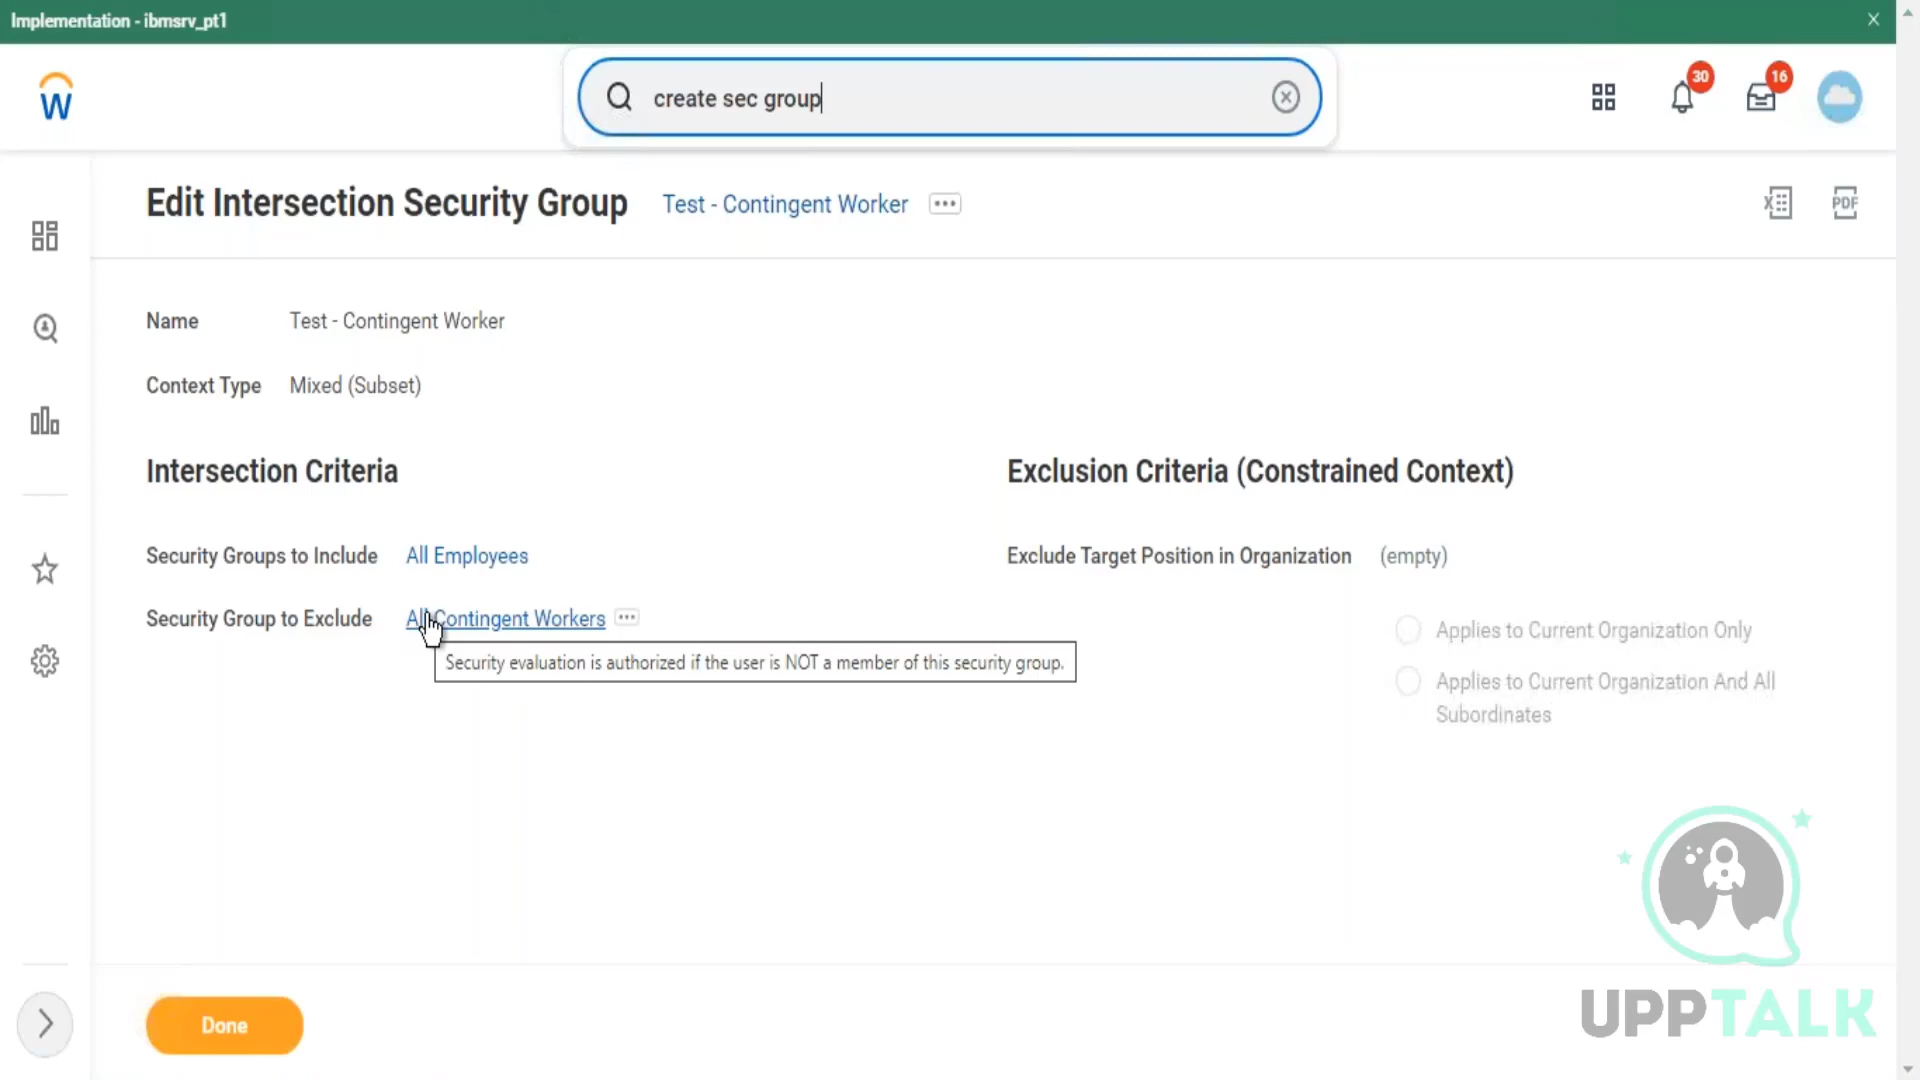 Implementation - ibmsrv_pt1
W
create sec group
30
16
Edit Intersection Security Group Test - Contingent Worker
X
PDF
Name Test - Contingent Worker
Context Type Mixed (Subset)
Intersection Criteria
Exclusion Criteria (Constrained Context)
Security Groups to Include All Employees
Exclude Target Position in Organization (empty)
Security Group to Exclude All Contingent Workers
Applies to Current Organization Only
Security evaluation is authorized if the user is NOT a member of this security group.
Applies to Current Organization And All
Subordinates
Done
UPPTALK